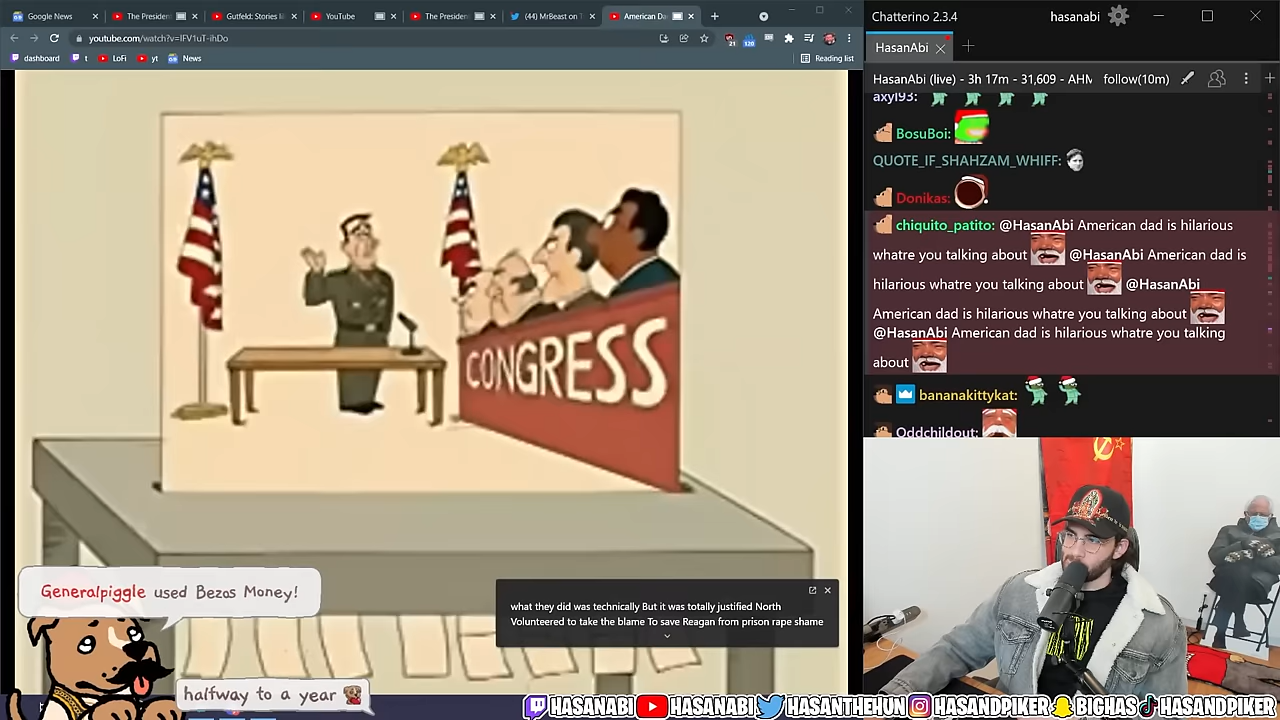 Google News
The Presiden
Gutfeld: Stories I
YouTube
The Presiden
(44) MrBeast on T
American Da
youtube.com/watch?v=lFV1uT-ihDo
21
120
dashboard
t
LoFi
yt
News
Reading list
CONGRESS
what they did was technically But it was totally justified North
Volunteered to take the blame To save Reagan from prison rape shame
Generalpiggle used Bezos Money!
halfway to a year
Chatterino 2.3.4
hasanabi
HasanAbi
HasanAbi (live) - 3h 17m - 31,609 - AHM
follow(10m)
axyl93:
BosuBoi:
QUOTE_IF_SHAHZAM_WHIFF:
Donikas:
chiquito_patito: @HasanAbi American dad is hilarious
whatre you talking about @HasanAbi American dad is
hilarious whatre you talking about @HasanAbi
American dad is hilarious whatre you talking about
@HasanAbi American dad is hilarious whatre you talking
about
bananakittykat:
Oddchildout:
HASANABI HASANABI HASANTHEHUN HASANDPIKER BIGHAS HASANDPIKER